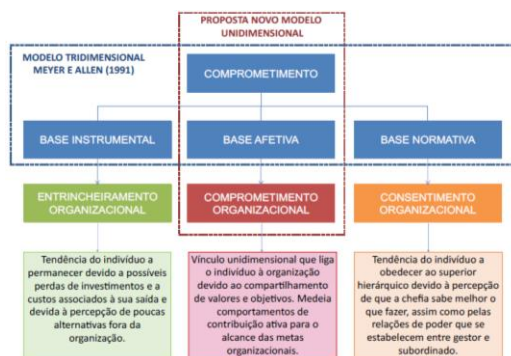 PROPOSTA NOVO MODELO
UNIDIMENSIONAL
MODELO TRIDIMENSIONAL
MEYER E ALLEN (1991)
COMPROMETIMENTO
BASE INSTRUMENTAL
BASE AFETIVA
BASE NORMATIVA
ENTRINCHEIRAMENTO
ORGANIZACIONAL
COMPROMETIMENTO
ORGANIZACIONAL
CONSENTIMENTO
ORGANIZACIONAL
Tendência do indivíduo a
permanecer devido a possíveis
perdas de investimentos e a
custos associados à sua saída e
devida à percepção de poucas
alternativas fora da
organização.
Vínculo unidimensional que liga
o indivíduo à organização
devido ao compartilhamento
de valores e objetivos. Medeia
comportamentos de
contribuição ativa para o
alcance das metas
organizacionais.
Tendência do indivíduo a
obedecer ao superior
hierárquico devido à percepção
de que a chefia sabe melhor o
que fazer, assim como pelas
relações de poder que se
estabelecem entre gestor e
subordinado.